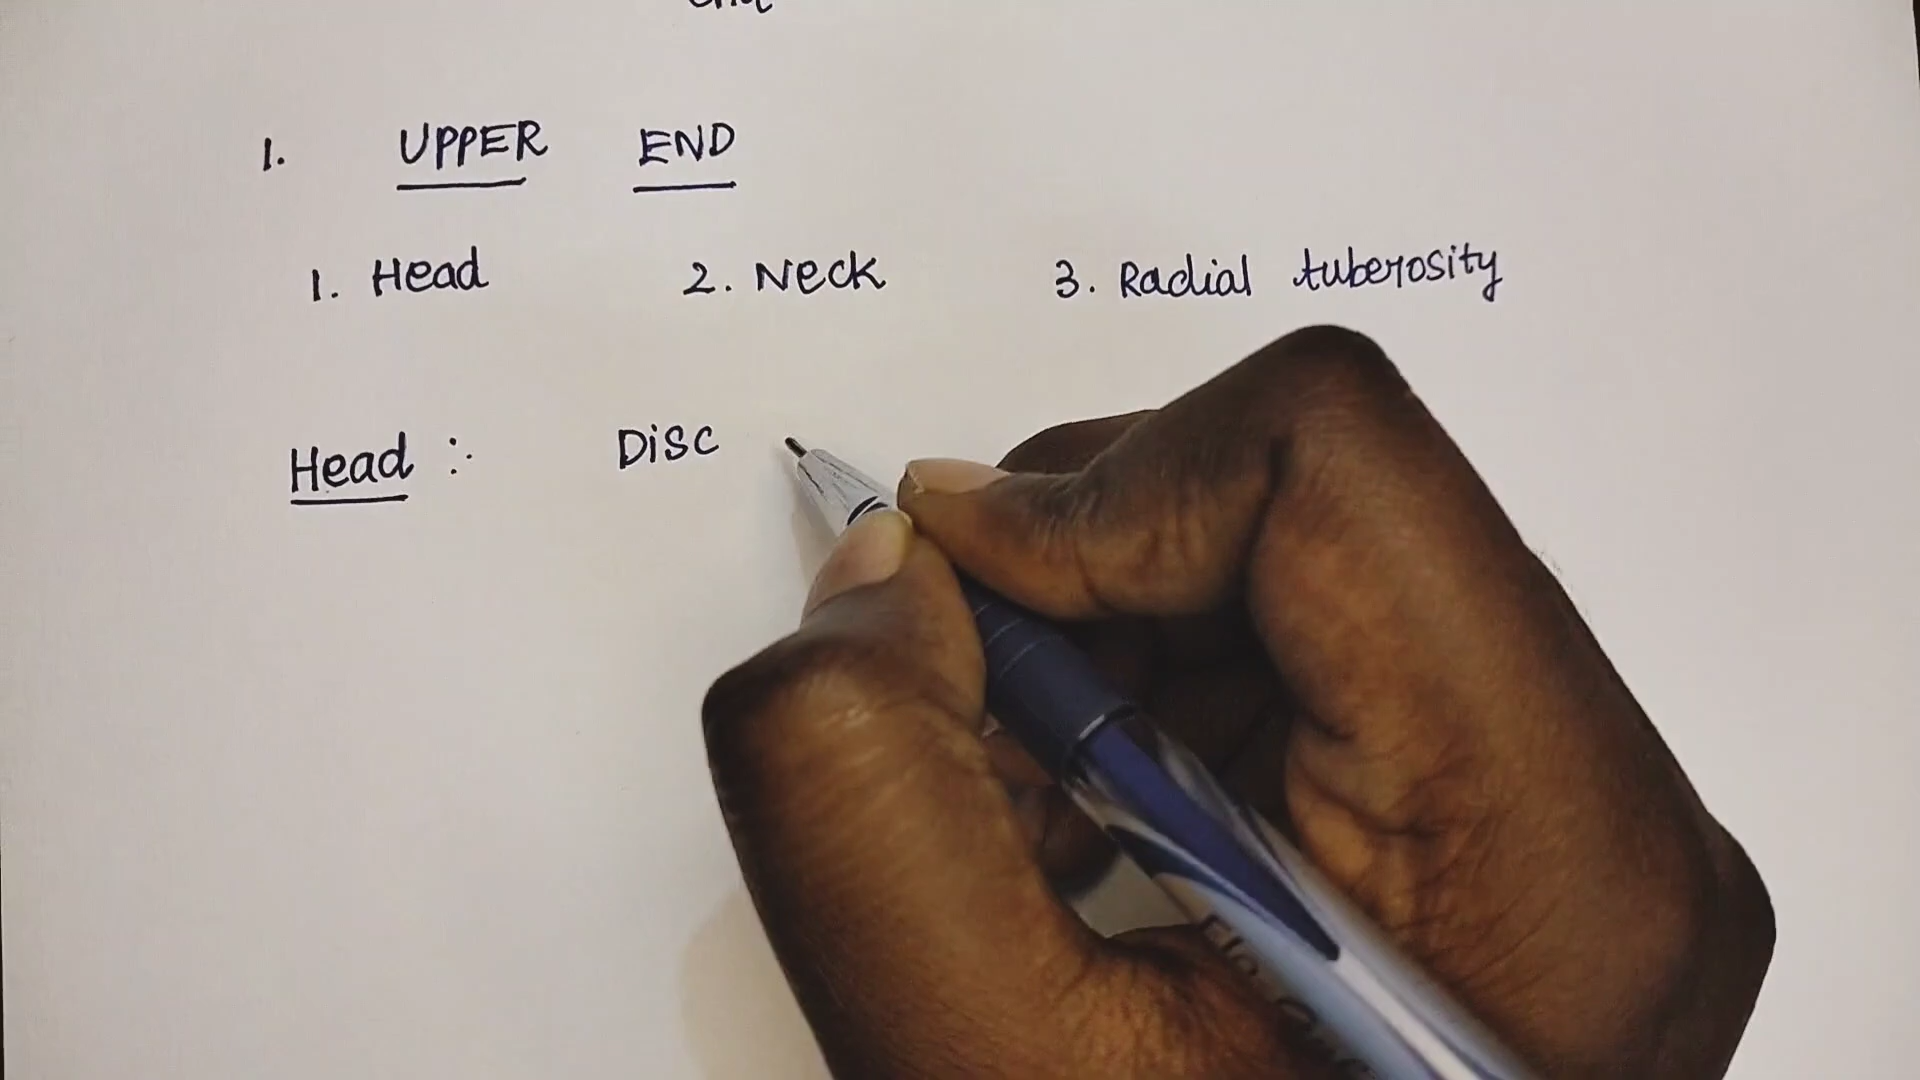 1. UPPER END
1. Head 2. Neck 3. Radial tuberosity
Head : Disc